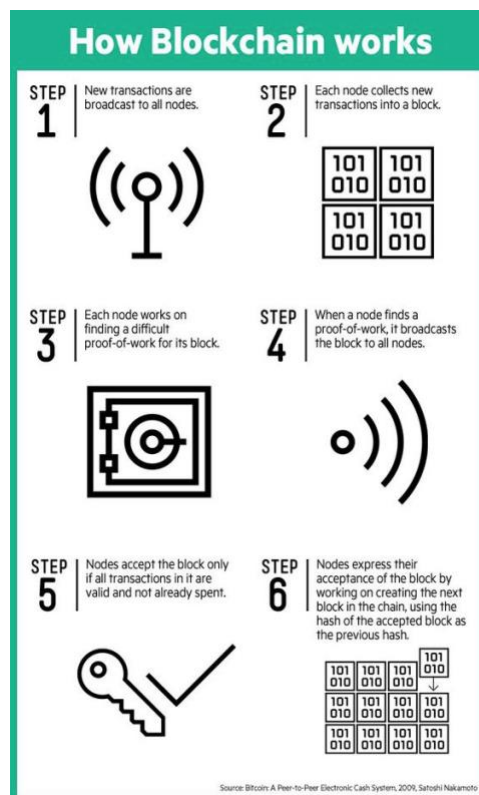 How Blockchain works
STEP
1
New transactions are
broadcast to all nodes.
STEP
2
Each node collects new
transactions into a block.
101
010
101
010
101
010
101
010
STEP
3
Each node works on
finding a difficult
proof-of-work for its block.
STEP
4
When a node finds a
proof-of-work, it broadcasts
the block to all nodes.
STEP
5
Nodes accept the block only
if all transactions in it are
valid and not already spent.
STEP
6
Nodes express their
acceptance of the block by
working on creating the next
block in the chain, using the
hash of the accepted block as
the previous hash.
101
010
101 101 101
010 010 010
101 101 101 101
010 010 010 010
101 101 101 101
010 010 010 010
Source: Bitcoin: A Peer-to-Peer Electronic Cash System, 2009, Satoshi Nakamoto